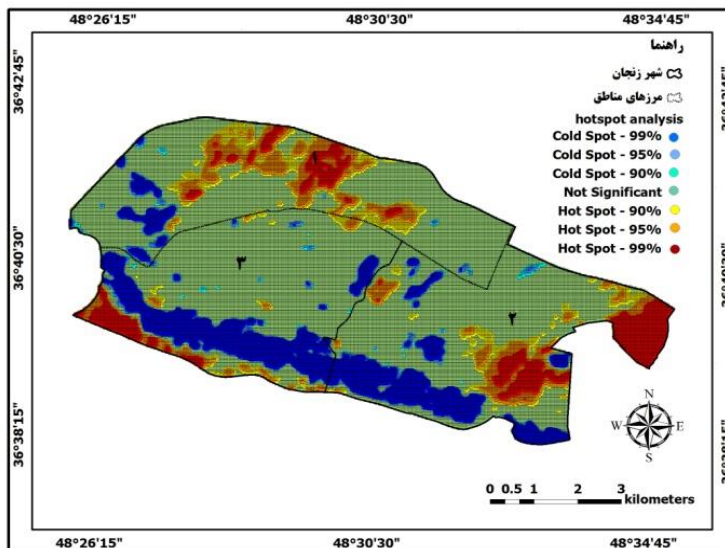 48°26'15" 48°30'30" 48°34'45"
36°42'45"
36°40'30"
36°38'15"
راهنما
شهر زنجان
مرزهای مناطق
hotspot analysis
Cold Spot - 99%
Cold Spot - 95%
Cold Spot - 90%
Not Significant
Hot Spot - 90%
Hot Spot - 95%
Hot Spot - 99%
۱
۳
۲
N
W E
S
0 0.5 1 2 3
kilometers
48°26'15" 48°30'30" 48°34'45"